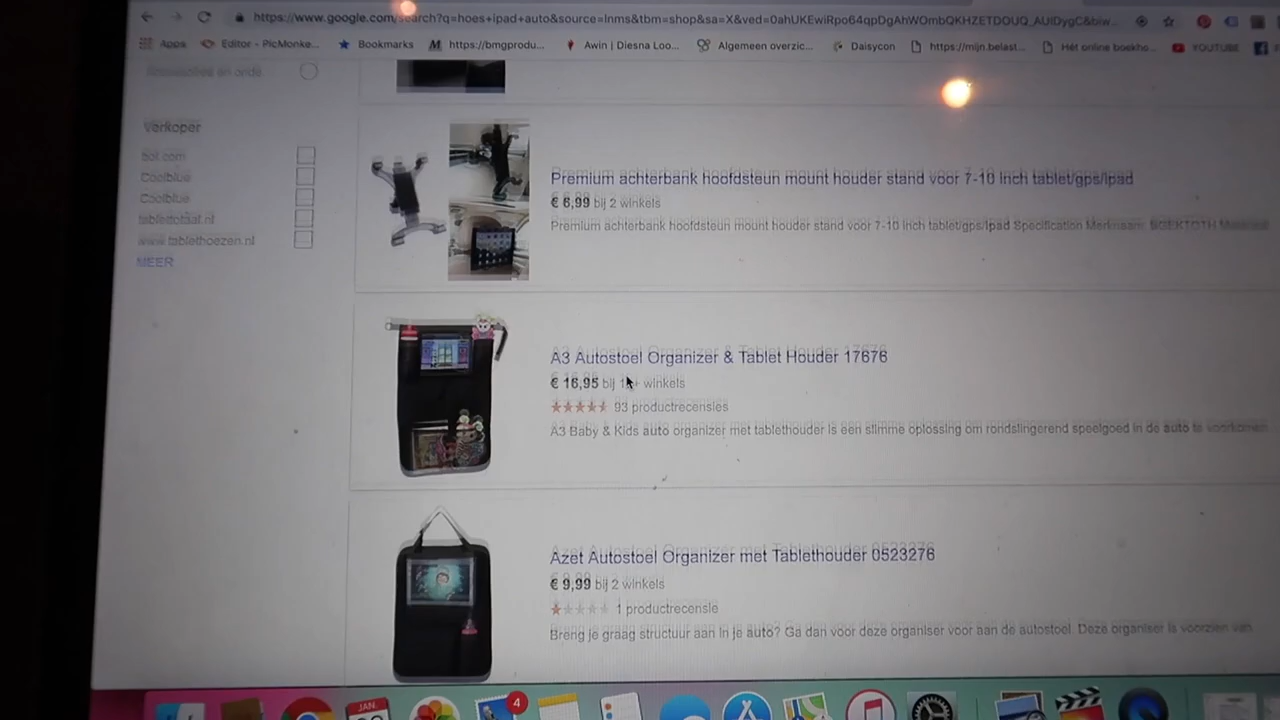 https://www.google.com/search?q=hoes+ipad+auto&source=lnms&tbm=shop&sa=X&ved=
Apps Editor - PicMonke... Bookmarks https://bmgprodu... Awin | Diesna Loo... Algemeen overzic... Daisycon https://mijn.belast... Hét online boekho... YOUTUBE
Verkoper
bol.com
Coolblue
Coolblue
tabletotaal.nl
www.tablethoezen.nl
MEER
Premium achterbank hoofdsteun mount houder stand voor 7-10 inch tablet/gps/ipad
€ 6,99 bij 2 winkels
Premium achterbank hoofdsteun mount houder stand voor 7-10 inch tablet/gps/ipad Specification Merknaam:
A3 Autostoel Organizer & Tablet Houder 17676
€ 16,95 bij winkels
93 productrecensies
A3 Baby & Kids auto organizer met tablethouder is een slimme oplossing om rondslingerend speelgoed in de auto te voorkomen.
Azet Autostoel Organizer met Tablethouder 0523276
€ 9,99 bij 2 winkels
1 productrecensie
Breng je graag structuur aan in je auto? Ga dan voor deze organiser voor aan de autostoel. Deze organiser is voorzien van
JAN.
4